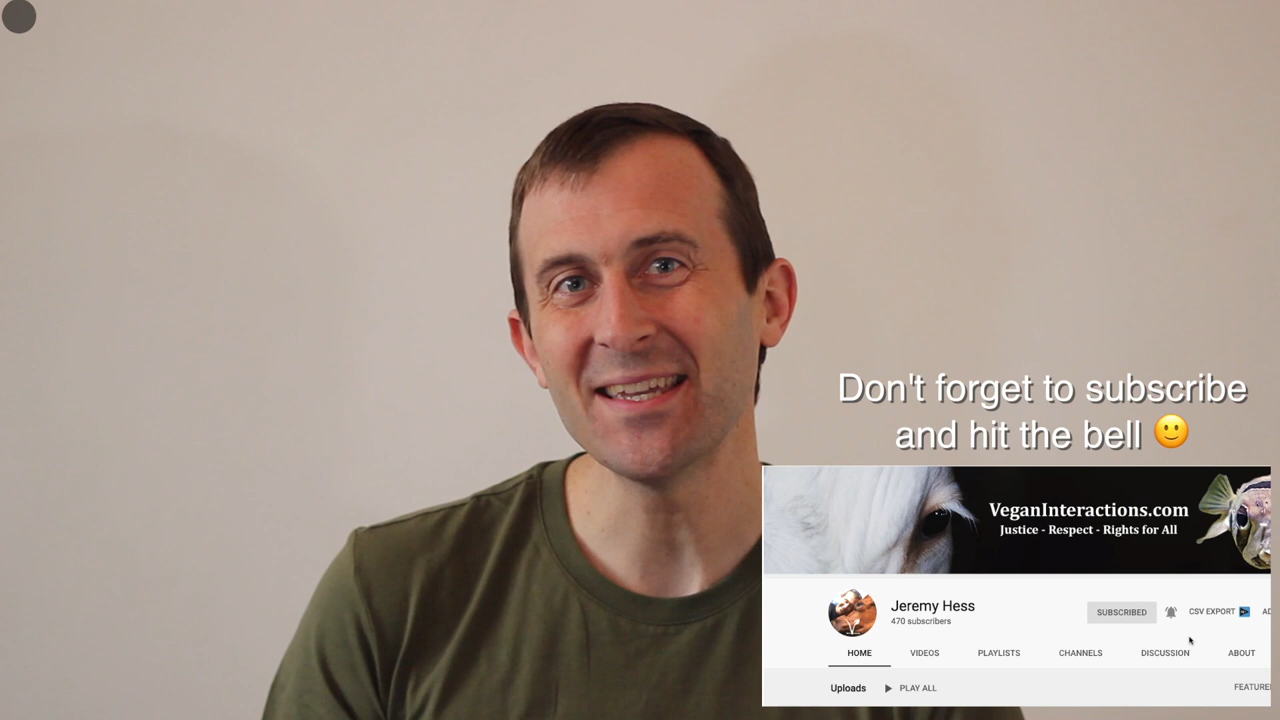 Don't forget to subscribe
and hit the bell 🙂
VeganInteractions.com
Justice - Respect - Rights for All
Jeremy Hess
470 subscribers
SUBSCRIBED
CSV EXPORT
HOME
VIDEOS
PLAYLISTS
CHANNELS
DISCUSSION
ABOUT
Uploads
PLAY ALL